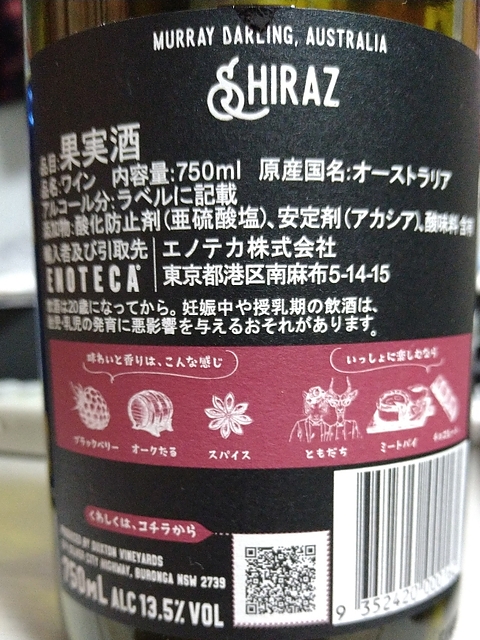 MURRAY DARLING, AUSTRALIA
SHIRAZ
品目:果実酒
品名:ワイン 内容量:750ml 原産国名:オーストラリア
アルコール分:ラベルに記載
添加物:酸化防止剤(亜硫酸塩)、安定剤(アカシア)、酸味料 含有
輸入者及び引取先 エノテカ株式会社
ENOTECA 東京都港区南麻布5-14-15
飲酒は20歳になってから。妊娠中や授乳期の飲酒は、
胎児・乳児の発育に悪影響を与えるおそれがあります。
味わいと香りは、こんな感じ
いっしょに楽しむなら
ブラックベリー オークたる スパイス ともだち ミートパイ
くわしくは、コチラから
VINEYARDS
CITY HIGHWAY, BURONGA NSW 2739
750mL ALC 13.5% VOL
9 352420